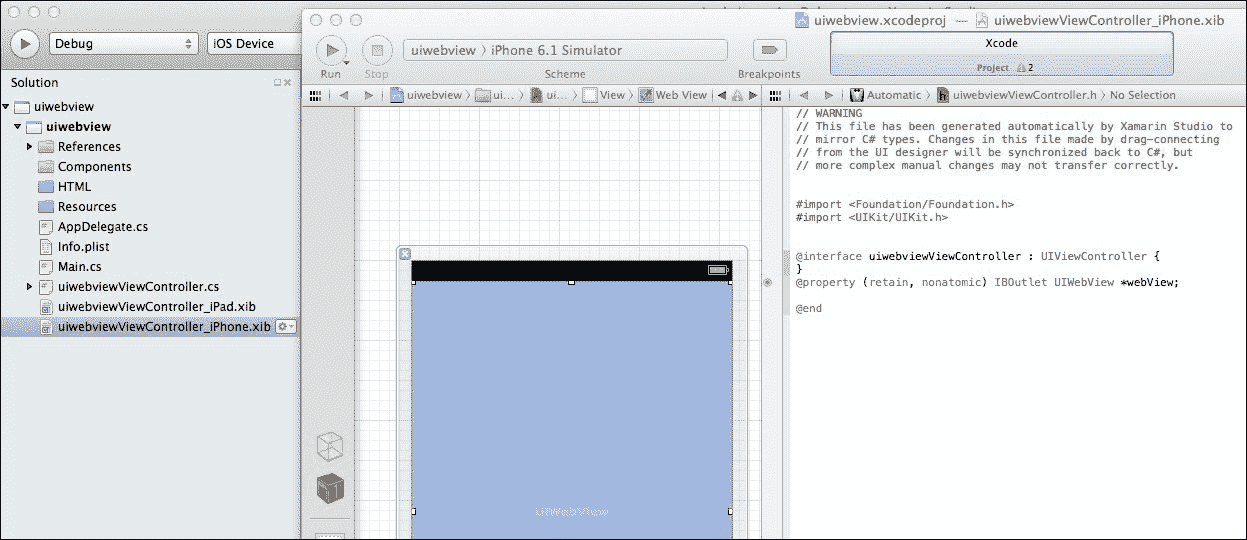 Debug
iOS Device
Solution
uiwebview
uiwebview
References
Components
HTML
Resources
AppDelegate.cs
Info.plist
Main.cs
uiwebviewViewController.cs
uiwebviewViewController_iPad.xib
uiwebviewViewController_iPhone.xib
uiwebview.xcodeproj — uiwebviewViewController_iPhone.xib
Run
Stop
uiwebview 〉 iPhone 6.1 Simulator
Scheme
Breakpoints
Xcode
Project 2
uiwebview 〉 ui... 〉 ui... 〉 View 〉 Web View
Automatic 〉 uiwebviewViewController.h 〉 No Selection
// WARNING
// This file has been generated automatically by Xamarin Studio to
// mirror C# types. Changes in this file made by drag-connecting
// from the UI designer will be synchronized back to C#, but
// more complex manual changes may not transfer correctly.
#import <Foundation/Foundation.h>
#import <UIKit/UIKit.h>
@interface uiwebviewViewController : UIViewController {
}
@property (retain, nonatomic) IBOutlet UIWebView *webView;
@end
UIWebView